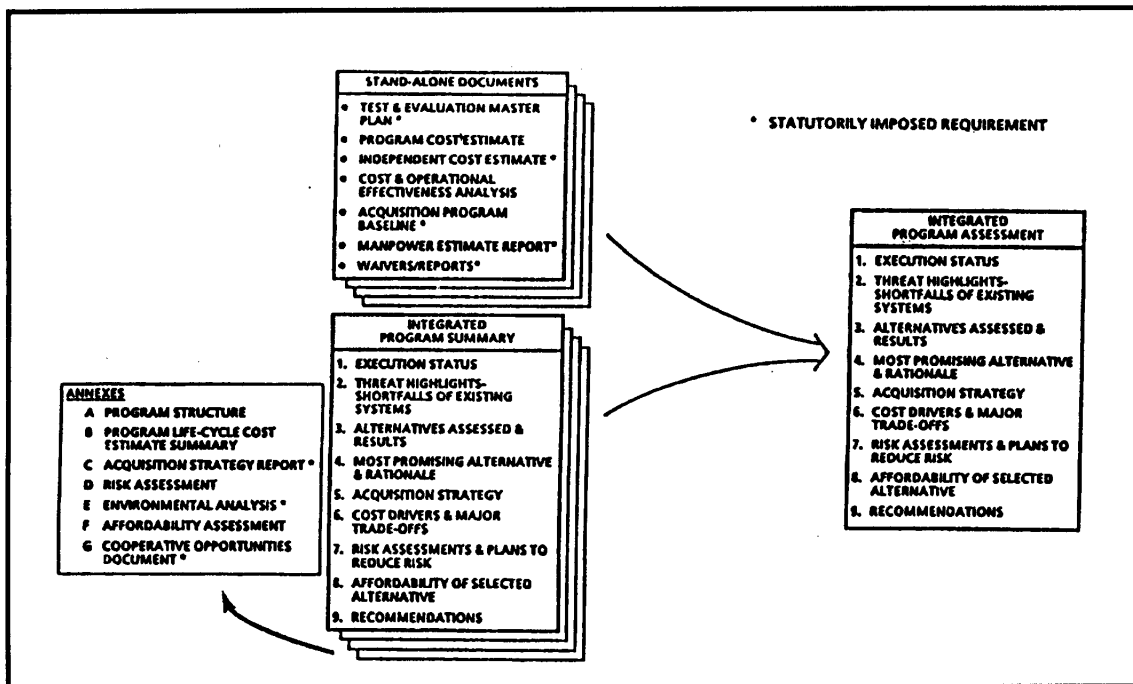 STAND-ALONE DOCUMENTS
• TEST & EVALUATION MASTER
PLAN *
• PROGRAM COST ESTIMATE
• INDEPENDENT COST ESTIMATE *
• COST & OPERATIONAL
EFFECTIVENESS ANALYSIS
• ACQUISITION PROGRAM
BASELINE *
• MANPOWER ESTIMATE REPORT *
• WAIVERS/REPORTS *
* STATUTORILY IMPOSED REQUIREMENT
INTEGRATED
PROGRAM SUMMARY
1. EXECUTION STATUS
2. THREAT HIGHLIGHTS-
SHORTFALLS OF EXISTING
SYSTEMS
3. ALTERNATIVES ASSESSED &
RESULTS
4. MOST PROMISING ALTERNATIVE
& RATIONALE
5. ACQUISITION STRATEGY
6. COST DRIVERS & MAJOR
TRADE-OFFS
7. RISK ASSESSMENTS & PLANS TO
REDUCE RISK
8. AFFORDABILITY OF SELECTED
ALTERNATIVE
9. RECOMMENDATIONS
ANNEXES
A PROGRAM STRUCTURE
B PROGRAM LIFE-CYCLE COST
ESTIMATE SUMMARY
C ACQUISITION STRATEGY REPORT *
D RISK ASSESSMENT
E ENVIRONMENTAL ANALYSIS *
F AFFORDABILITY ASSESSMENT
G COOPERATIVE OPPORTUNITIES
DOCUMENT *
INTEGRATED
PROGRAM ASSESSMENT
1. EXECUTION STATUS
2. THREAT HIGHLIGHTS-
SHORTFALLS OF EXISTING
SYSTEMS
3. ALTERNATIVES ASSESSED &
RESULTS
4. MOST PROMISING ALTERNATIVE
& RATIONALE
5. ACQUISITION STRATEGY
6. COST DRIVERS & MAJOR
TRADE-OFFS
7. RISK ASSESSMENTS & PLANS TO
REDUCE RISK
8. AFFORDABILITY OF SELECTED
ALTERNATIVE
9. RECOMMENDATIONS